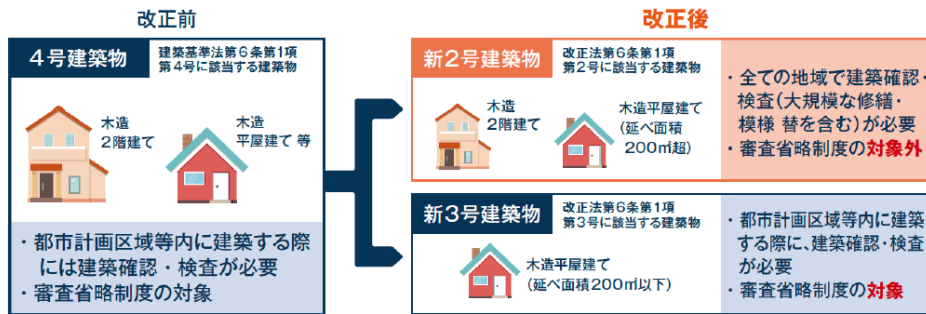 改正前
4号建築物
建築基準法第6条第1項
第4号に該当する建築物
木造
2階建て
木造
平屋建て 等
・都市計画区域等内に建築する際
には建築確認・検査が必要
・審査省略制度の対象
改正後
新2号建築物
改正法第6条第1項
第2号に該当する建築物
木造
2階建て
木造平屋建て
(延べ面積
200㎡超)
・全ての地域で建築確認・
検査(大規模な修繕・
模様 替を含む)が必要
・審査省略制度の対象外
新3号建築物
改正法第6条第1項
第3号に該当する建築物
木造平屋建て
(延べ面積200㎡以下)
・都市計画区域等内に建築
する際に、建築確認・検査
が必要
・審査省略制度の対象